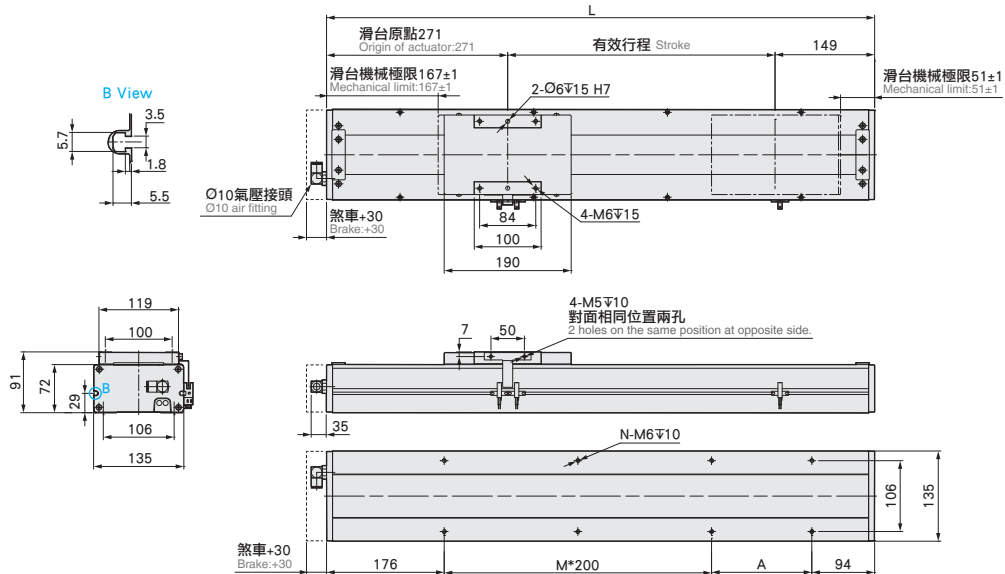 L
滑台原點271
Origin of actuator:271
有效行程 Stroke
149
滑台機械極限167±1
Mechanical limit:167±1
滑台機械極限51±1
Mechanical limit:51±1
2-Ø6↧15 H7
B View
3.5
5.7
1.8
5.5
Ø10氣壓接頭
Ø10 air fitting
煞車+30
Brake:+30
84
4-M6↧15
100
190
119
100
91
72
29
B
106
135
4-M5↧10
對面相同位置兩孔
2 holes on the same position at opposite side.
7
50
35
N-M6↧10
106
135
煞車+30
Brake:+30
176
M*200
A
94